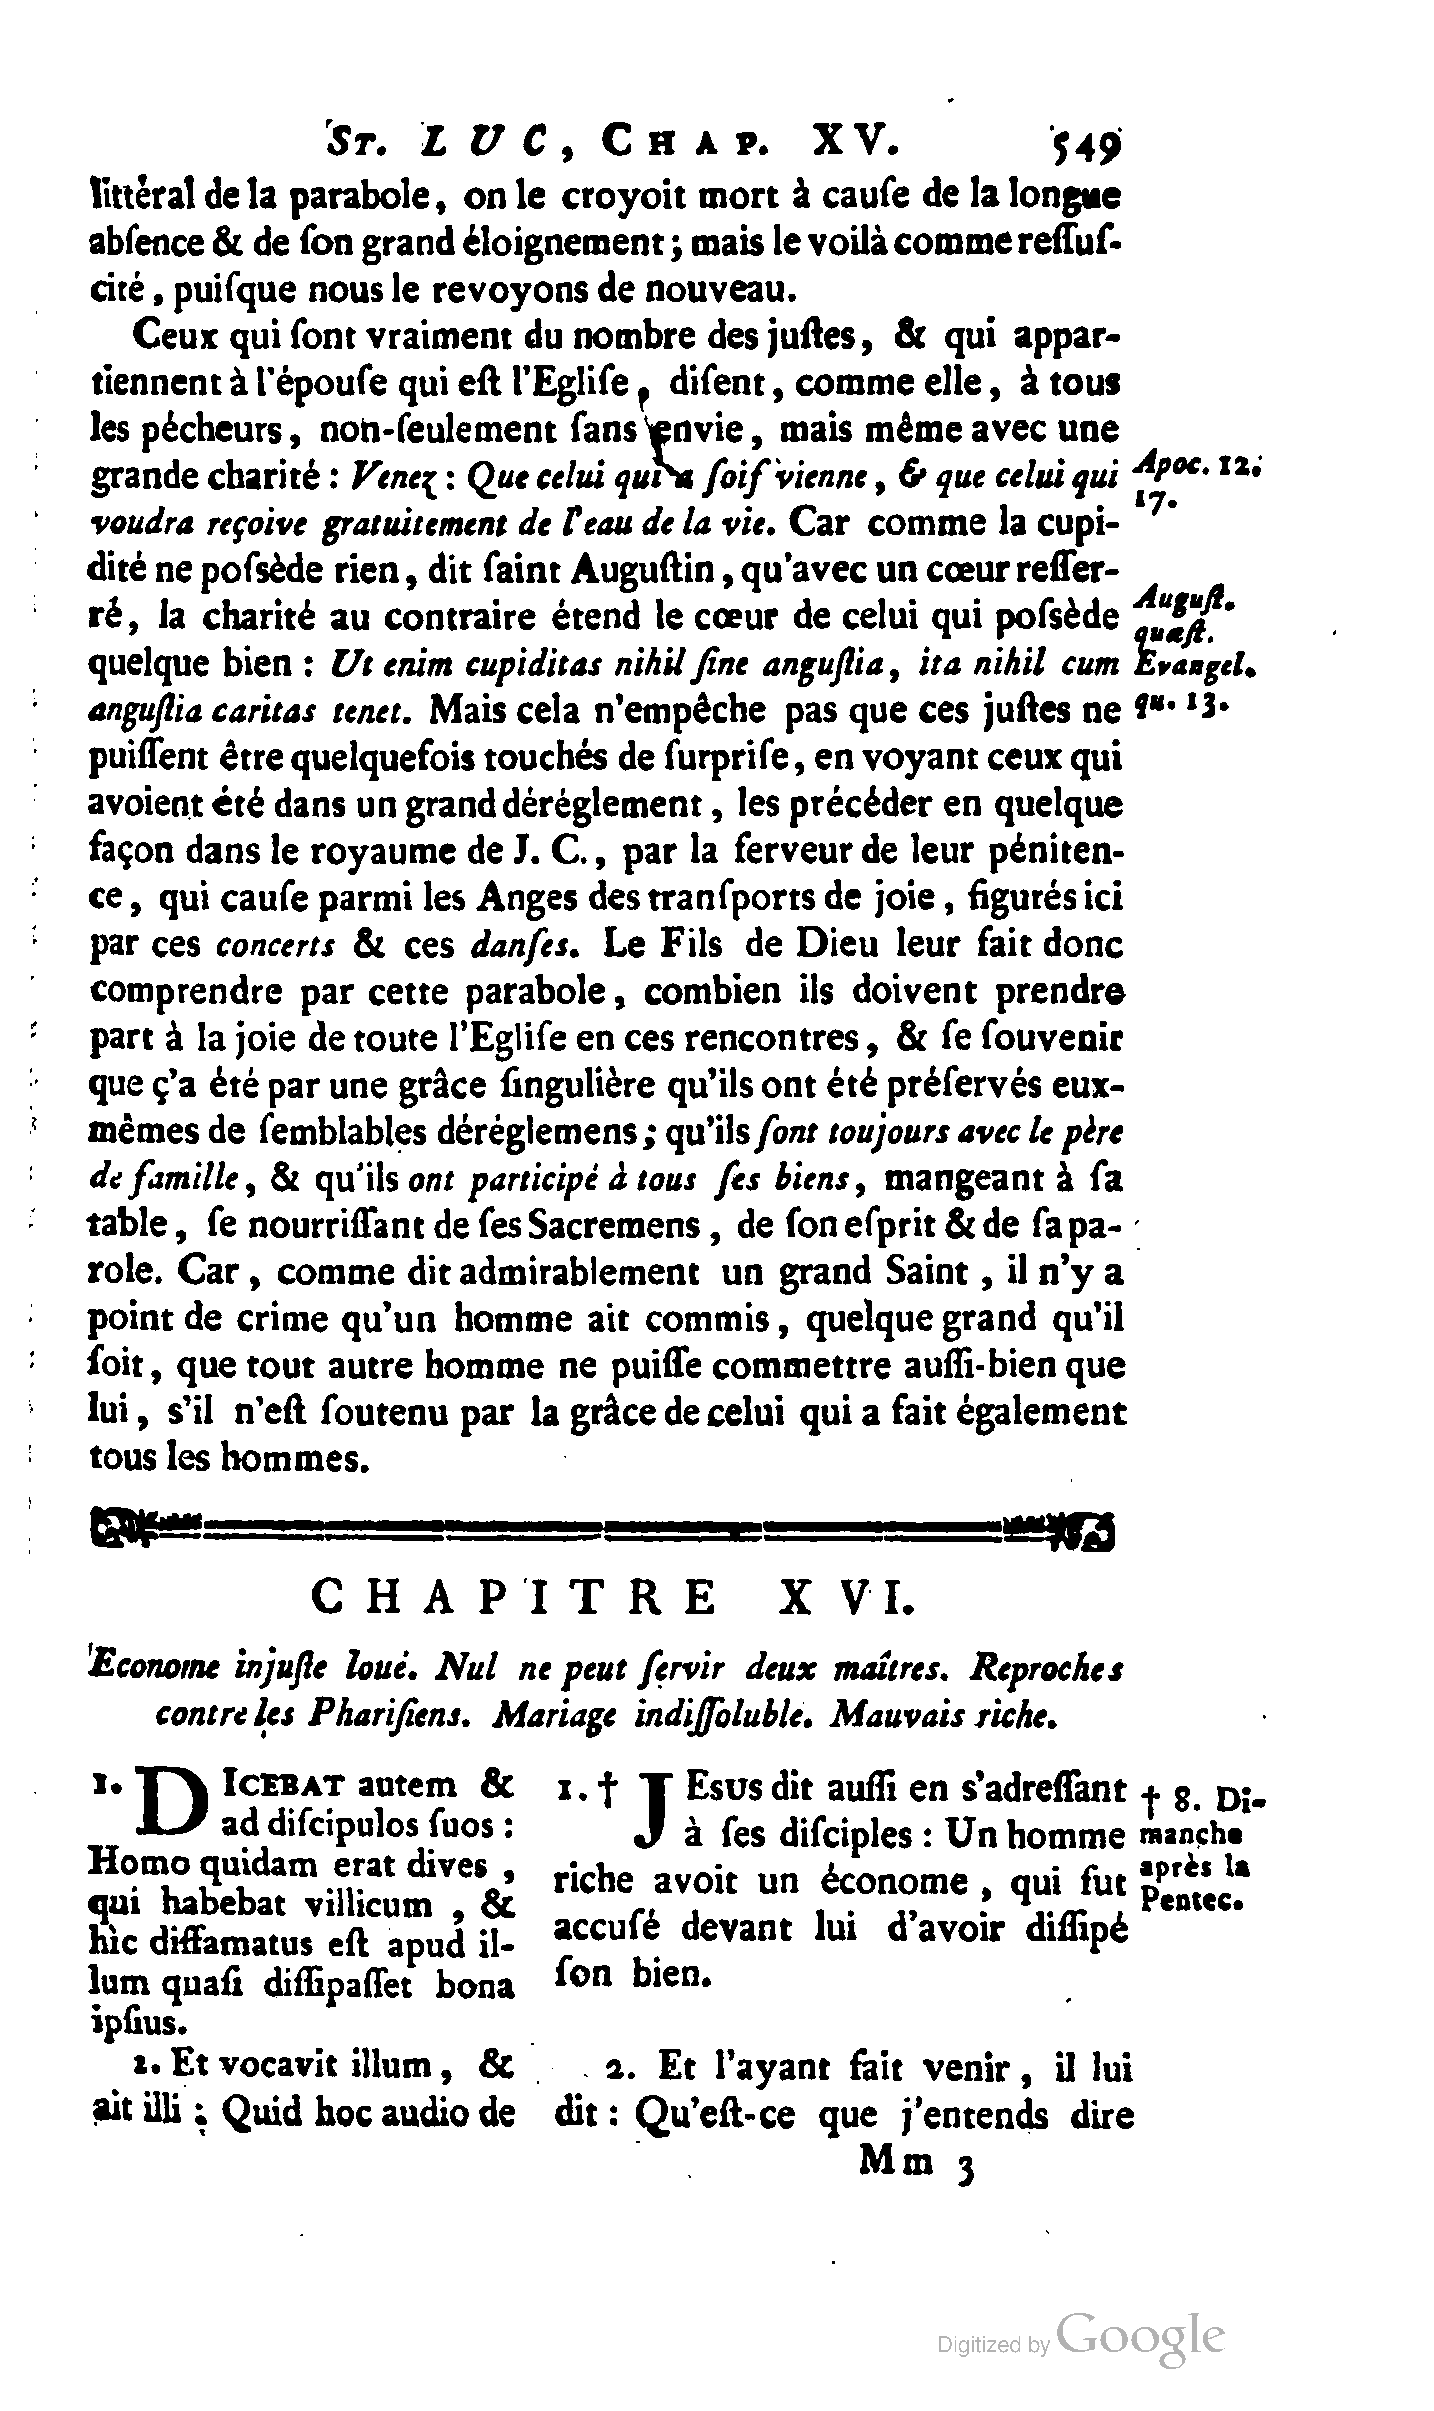 St. LUC, Chap. XV. 549
littéral de la parabole, on le croyoit mort à cauſe de la longue
abſence & de ſon grand éloignement; mais le voilà comme reſſuſ-
cité, puiſque nous le revoyons de nouveau.
Ceux qui ſont vraiment du nombre des juſtes, & qui appar-
tiennent à l'épouſe qui eſt l'Egliſe, diſent, comme elle, à tous
les pécheurs, non-ſeulement ſans envie, mais même avec une
grande charité : Venez : Que celui qui a ſoif vienne, & que celui qui
voudra reçoive gratuitement de l'eau de la vie. Car comme la cupi-
dité ne poſsède rien, dit ſaint Auguſtin, qu'avec un cœur reſſer-
ré, la charité au contraire étend le cœur de celui qui poſsède
quelque bien : Ut enim cupiditas nihil ſine anguſtia, ita nihil cum
anguſtia caritas tenet. Mais cela n'empêche pas que ces juſtes ne
puiſſent être quelquefois touchés de ſurpriſe, en voyant ceux qui
avoient été dans un grand déréglement, les précéder en quelque
façon dans le royaume de J. C., par la ferveur de leur péniten-
ce, qui cauſe parmi les Anges des tranſports de joie, figurés ici
par ces concerts & ces danſes. Le Fils de Dieu leur fait donc
comprendre par cette parabole, combien ils doivent prendre
part à la joie de toute l'Egliſe en ces rencontres, & ſe ſouvenir
que ç'a été par une grâce ſingulière qu'ils ont été préſervés eux-
mêmes de ſemblables déréglemens; qu'ils ſont toujours avec le père
de famille, & qu'ils ont participé à tous ſes biens, mangeant à ſa
table, ſe nourriſſant de ſes Sacremens, de ſon eſprit & de ſa pa-
role. Car, comme dit admirablement un grand Saint, il n'y a
point de crime qu'un homme ait commis, quelque grand qu'il
ſoit, que tout autre homme ne puiſſe commettre auſſi-bien que
lui, s'il n'eſt ſoutenu par la grâce de celui qui a fait également
tous les hommes.
Apoc. 12.
17.
Auguſt.
quæſt.
Evangel.
qu. 13.
CHAPITRE XVI.
Econome injuſte loué. Nul ne peut ſervir deux maîtres. Reproches
contre les Phariſiens. Mariage indiſſoluble. Mauvais riche.
1. DICEBAT autem &
ad diſcipulos ſuos :
Homo quidam erat dives,
qui habebat villicum, &
hic diffamatus eſt apud il-
lum quaſi diſſipaſſet bona
ipſius.
2. Et vocavit illum, &
ait illi : Quid hoc audio de
1. † JEsus dit auſſi en s'adreſſant
à ſes diſciples : Un homme
riche avoit un économe, qui fut
accuſé devant lui d'avoir diſſipé
ſon bien.
2. Et l'ayant fait venir, il lui
dit : Qu'eſt-ce que j'entends dire
† 8. Di-
manche
après la
Pentec.
Mm 3
Digitized by Google